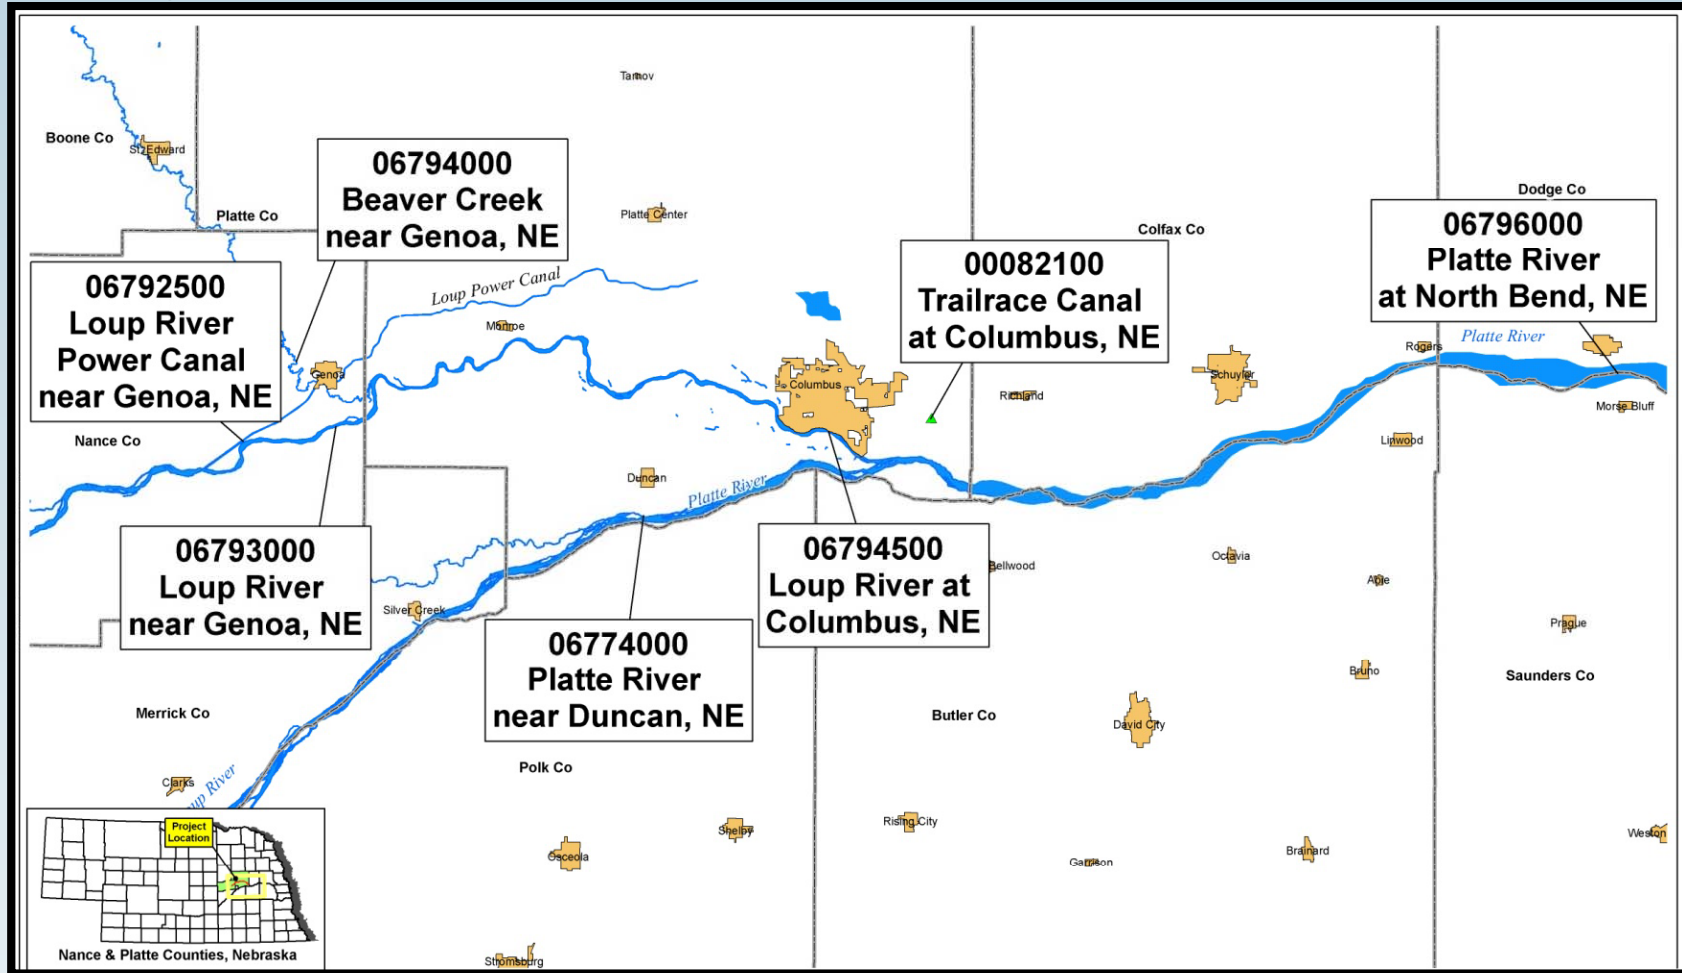 Tarnov
Boone Co
St. Edward
06794000
Beaver Creek
near Genoa, NE
Platte Co
Platte Center
Dodge Co
06796000
Platte River
at North Bend, NE
Colfax Co
00082100
Trailrace Canal
at Columbus, NE
06792500
Loup River
Power Canal
near Genoa, NE
Loup Power Canal
Monroe
Genoa
Columbus
Richland
Schuyler
Rogers
Platte River
Morse Bluff
Linwood
Nance Co
Duncan
Platte River
06793000
Loup River
near Genoa, NE
Silver Creek
06774000
Platte River
near Duncan, NE
06794500
Loup River at
Columbus, NE
Bellwood
Octavia
Abie
Prague
Bruno
Saunders Co
Merrick Co
Butler Co
David City
Polk Co
Clarks
up River
Project
Location
Shelby
Rising City
Osceola
Garrison
Brainard
Weston
Nance & Platte Counties, Nebraska
Stromsburg